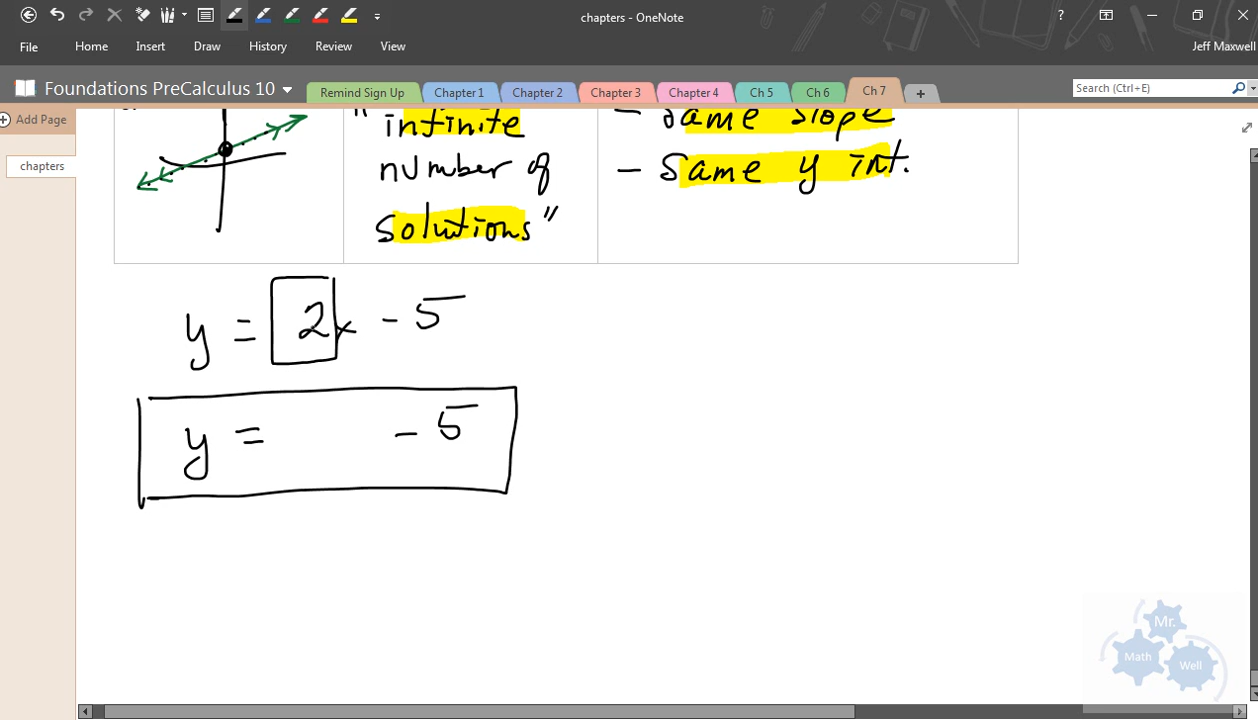 chapters - OneNote
?
File
Home
Insert
Draw
History
Review
View
Jeff Maxwell
Foundations PreCalculus 10
Remind Sign Up
Chapter 1
Chapter 2
Chapter 3
Chapter 4
Ch 5
Ch 6
Ch 7
+
Search (Ctrl+E)
Add Page
chapters
"infinite
number of
solutions"
- same slope
- Same y int.
y = 2x - 5
y = - 5
Mr.
Math
Well